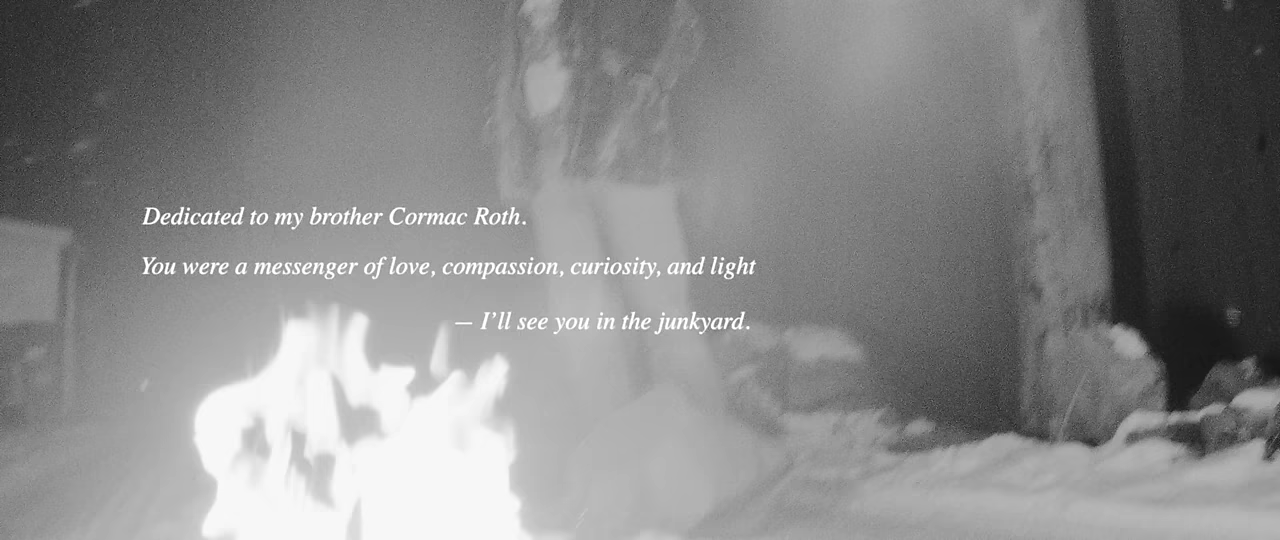 Dedicated to my brother Cormac Roth.
You were a messenger of love, compassion, curiosity, and light
— I’ll see you in the junkyard.